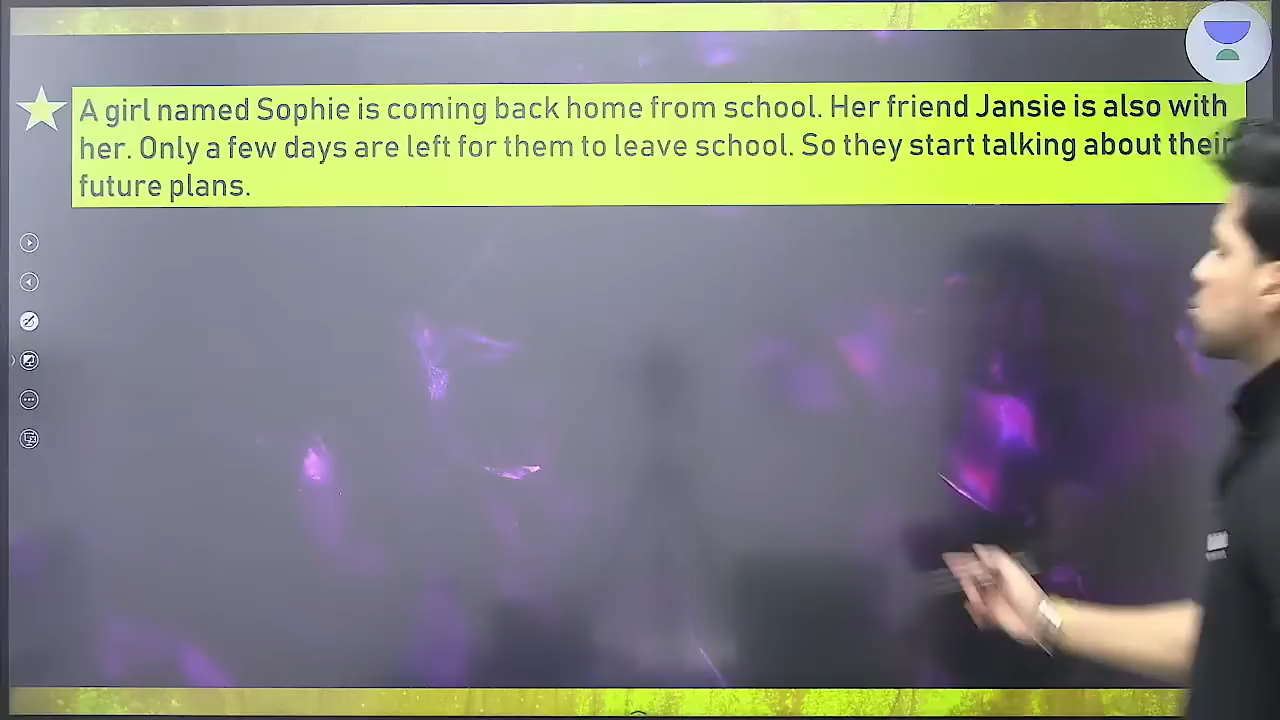 A girl named Sophie is coming back home from school. Her friend Jansie is also with
her. Only a few days are left for them to leave school. So they start talking about their
future plans.